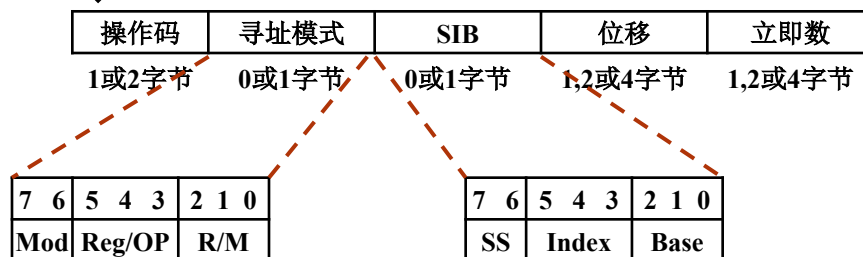 操作码 寻址模式 SIB 位移 立即数
1或2字节 0或1字节 0或1字节 1,2或4字节 1,2或4字节
7 6 5 4 3 2 1 0 7 6 5 4 3 2 1 0
Mod Reg/OP R/M SS Index Base